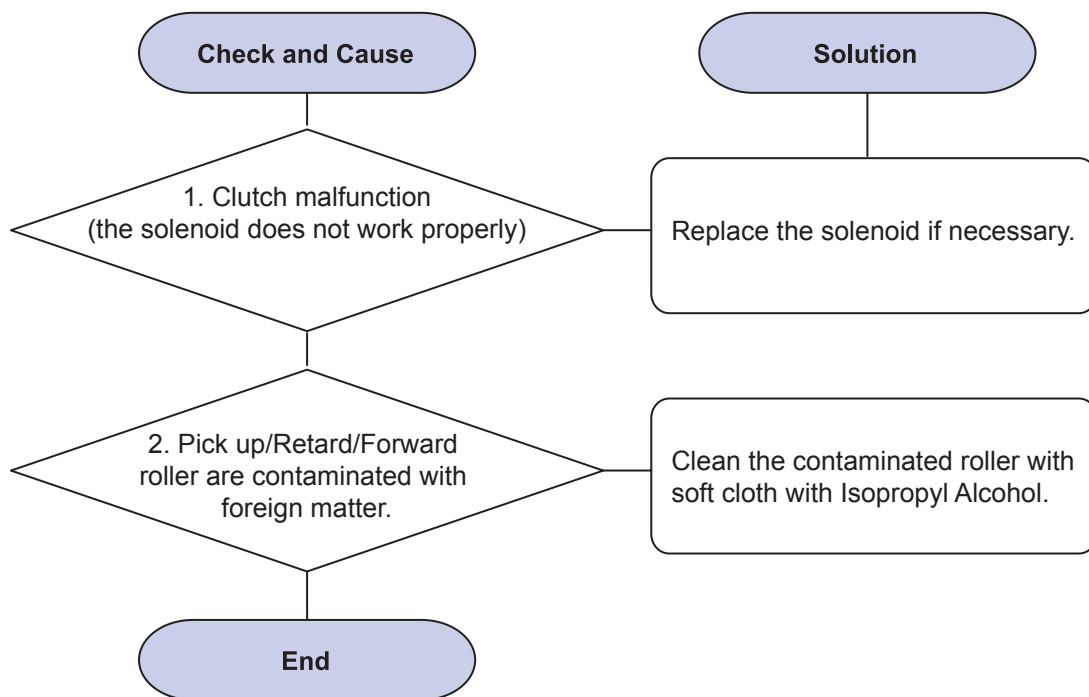 Check and Cause
Solution
1. Clutch malfunction
(the solenoid does not work properly)
Replace the solenoid if necessary.
2. Pick up/Retard/Forward
roller are contaminated with
foreign matter.
Clean the contaminated roller with
soft cloth with Isopropyl Alcohol.
End